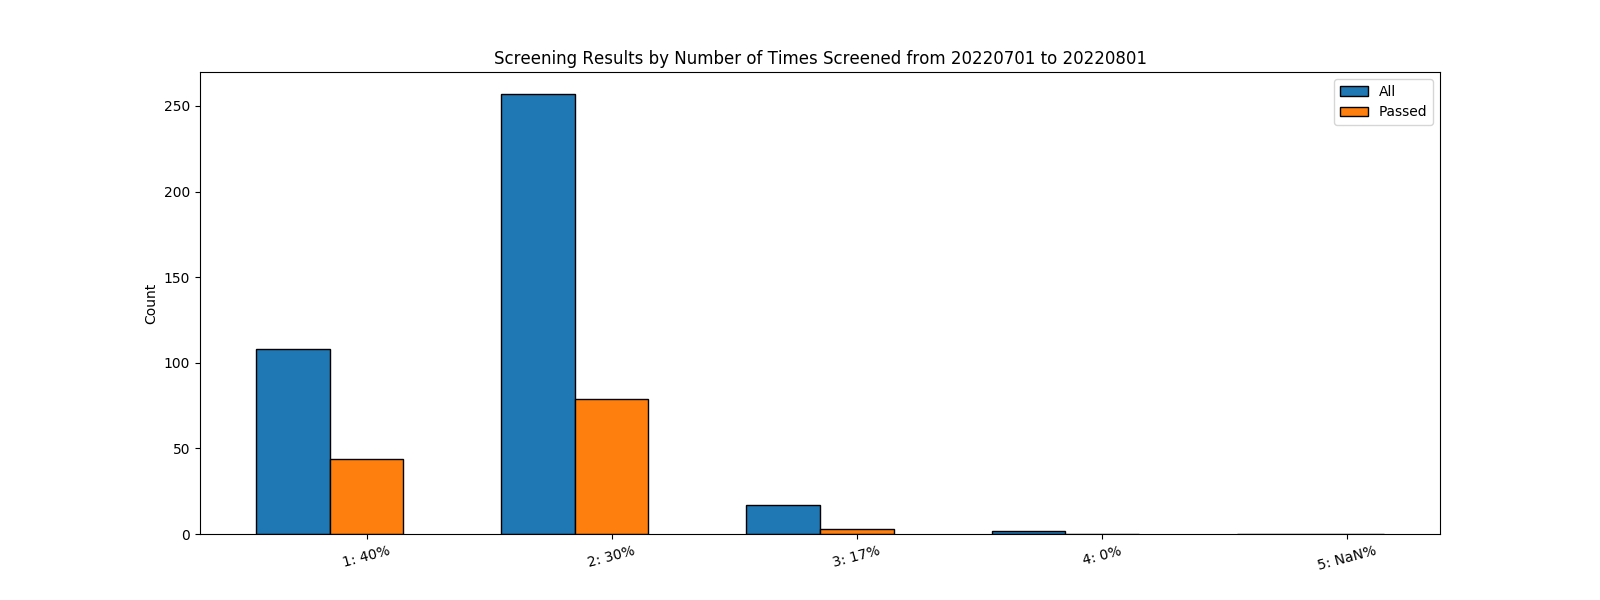 Screening Results by Number of Times Screened from 20220701 to 20220801
All
Passed
Count
250
200
150
100
50
0
1: 40%
2: 30%
3: 17%
4: 0%
5: NaN%